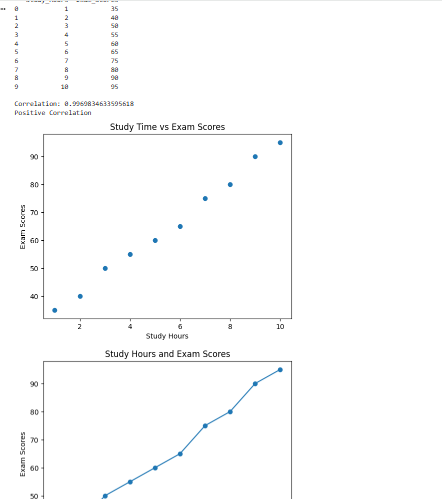 0 1 35
1 2 40
2 3 50
3 4 55
4 5 60
5 6 65
6 7 75
7 8 80
8 9 90
9 10 95
Correlation: 0.9969834633595618
Positive Correlation
Study Time vs Exam Scores
90
80
70
60
50
40
Exam Scores
2 4 6 8 10
Study Hours
Study Hours and Exam Scores
90
80
70
60
50
Exam Scores